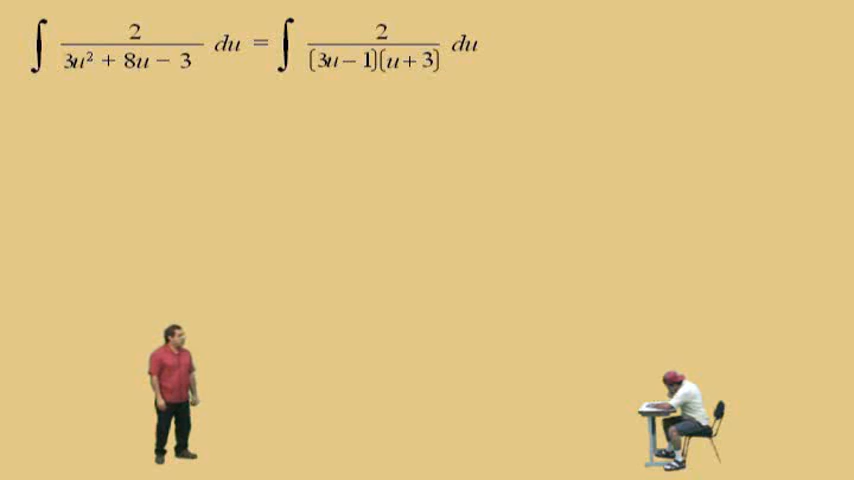 ∫ 2/(3u² + 8u − 3) du = ∫ 2/((3u − 1)(u + 3)) du